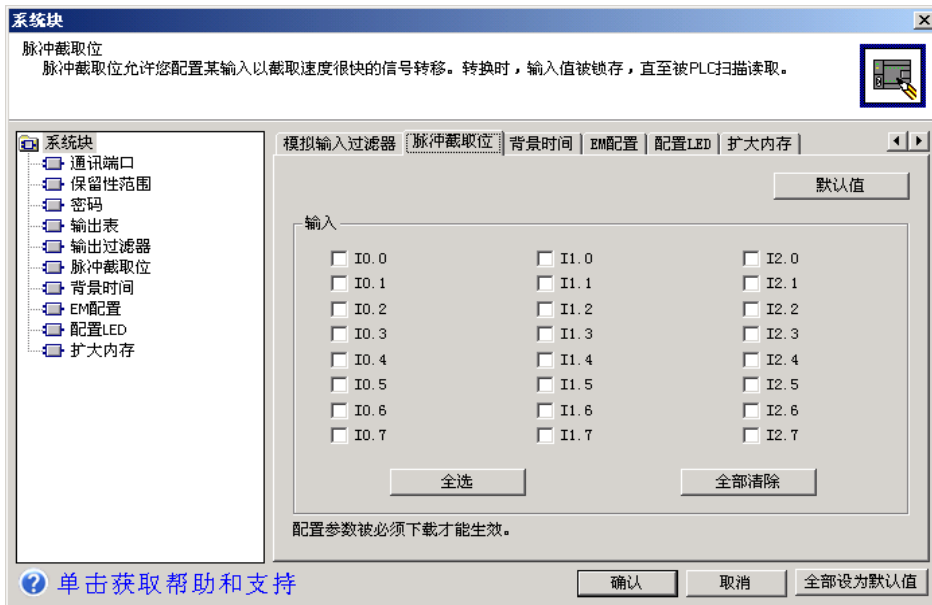 系统块
脉冲截取位
脉冲截取位允许您配置某输入以截取速度很快的信号转移。转换时，输入值被锁存，直至被PLC扫描读取。
系统块
通讯端口
保留性范围
密码
输出表
输出过滤器
脉冲截取位
背景时间
EM配置
配置LED
扩大内存
模拟输入过滤器 脉冲截取位 背景时间 EM配置 配置LED 扩大内存
默认值
输入
I0.0 I1.0 I2.0
I0.1 I1.1 I2.1
I0.2 I1.2 I2.2
I0.3 I1.3 I2.3
I0.4 I1.4 I2.4
I0.5 I1.5 I2.5
I0.6 I1.6 I2.6
I0.7 I1.7 I2.7
全选 全部清除
配置参数被必须下载才能生效。
单击获取帮助和支持
确认 取消 全部设为默认值